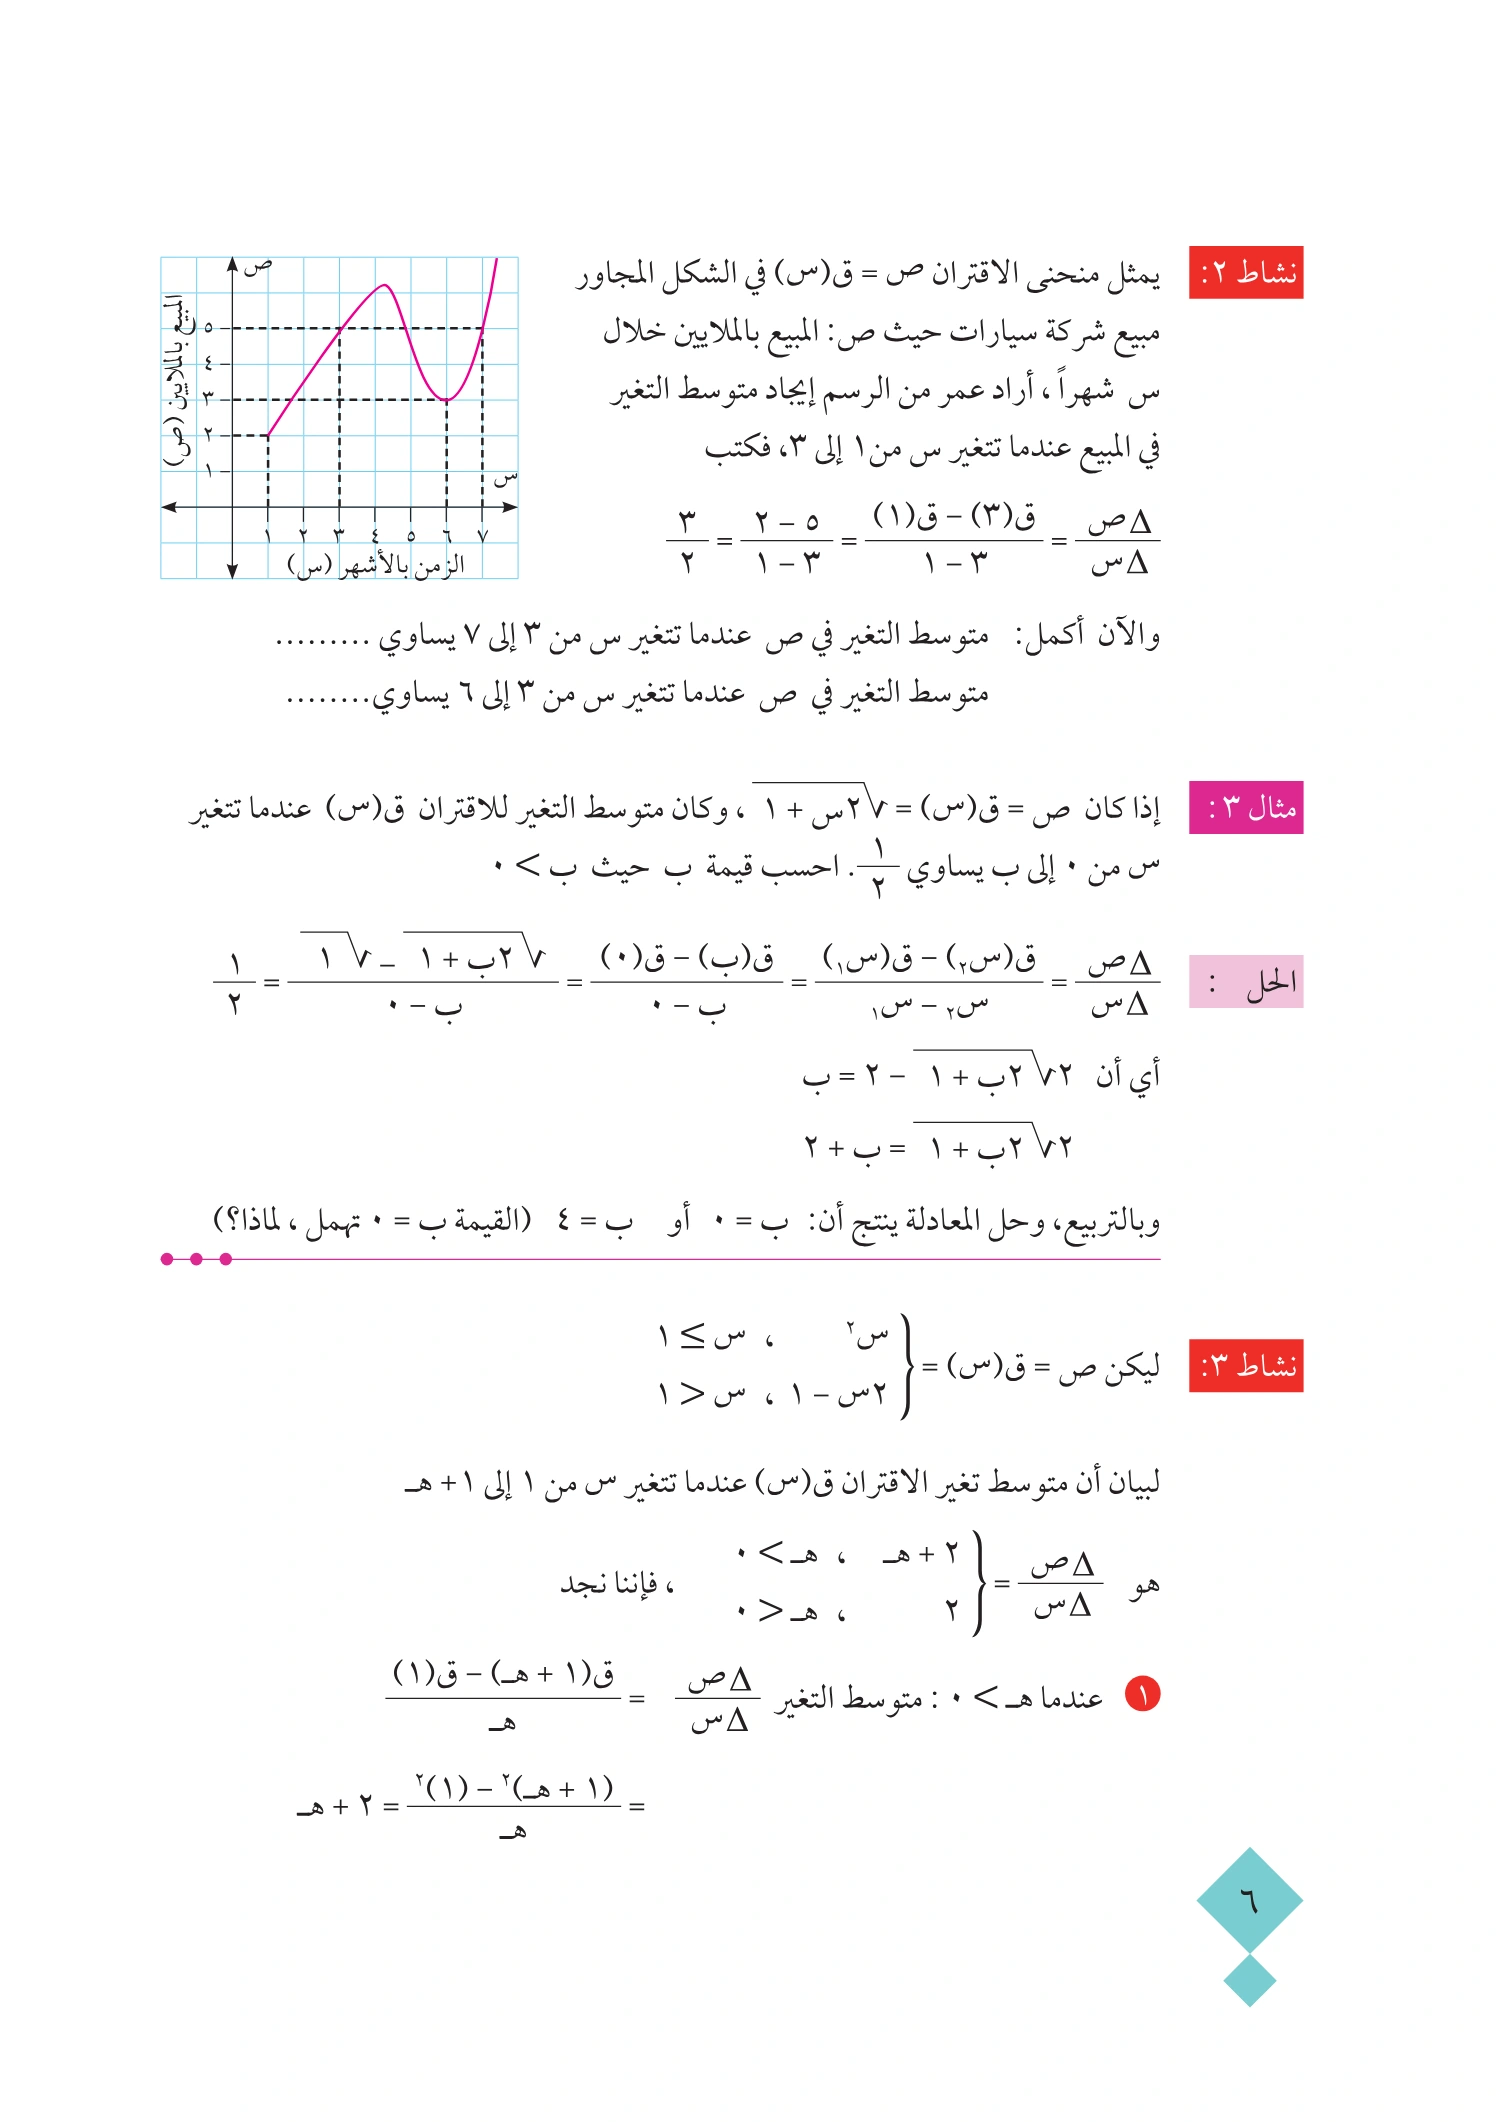 نشاط ٢: يمثل منحنى الاقتران ص = ق(س) في الشكل المجاور
مبيع شركة سيارات حيث ص: المبيع بالملايين خلال
س شهراً ، أراد عمر من الرسم إيجاد متوسط التغير
في المبيع عندما تتغير س من١ إلى ٣، فكتب
Δص/Δس = (ق(٣) – ق(١))/(٣ – ١) = (٥ – ٢)/(٣ – ١) = ٣/٢
ص
المبيع بالملايين (ص)
٥
٤
٣
٢
١
س
١ ٢ ٣ ٤ ٥ ٦ ٧
الزمن بالأشهر (س)
والآن أكمل: متوسط التغير في ص عندما تتغير س من ٣ إلى ٧ يساوي .........
متوسط التغير في ص عندما تتغير س من ٣ إلى ٦ يساوي........
مثال ٣ : إذا كان ص = ق(س) = √(٢س + ١) ، وكان متوسط التغير للاقتران ق(س) عندما تتغير
س من ٠ إلى ب يساوي ١/٢ . احسب قيمة ب حيث ب > ٠
الحل : Δص/Δس = (ق(س٢) – ق(س١))/(س٢ – س١) = (ق(ب) – ق(٠))/(ب – ٠) = (√(٢ب + ١) – √١)/(ب – ٠) = ١/٢
أي أن ٢√(٢ب + ١) – ٢ = ب
٢√(٢ب + ١) = ب + ٢
وبالتربيع، وحل المعادلة ينتج أن: ب = ٠ أو ب = ٤ (القيمة ب = ٠ تهمل ، لماذا؟)
نشاط ٣: ليكن ص = ق(س) = {
س٢ ، س ≥ ١
٢س – ١ ، س < ١
لبيان أن متوسط تغير الاقتران ق(س) عندما تتغير س من ١ إلى ١+ هـ
هو Δص/Δس = { ، فإننا نجد
٢ + هـ ، هـ > ٠
٢ ، هـ < ٠
١ عندما هـ > ٠ : متوسط التغير Δص/Δس = (ق(١ + هـ) – ق(١))/هـ
= ((١ + هـ)٢ – (١)٢)/هـ = ٢ + هـ
٦